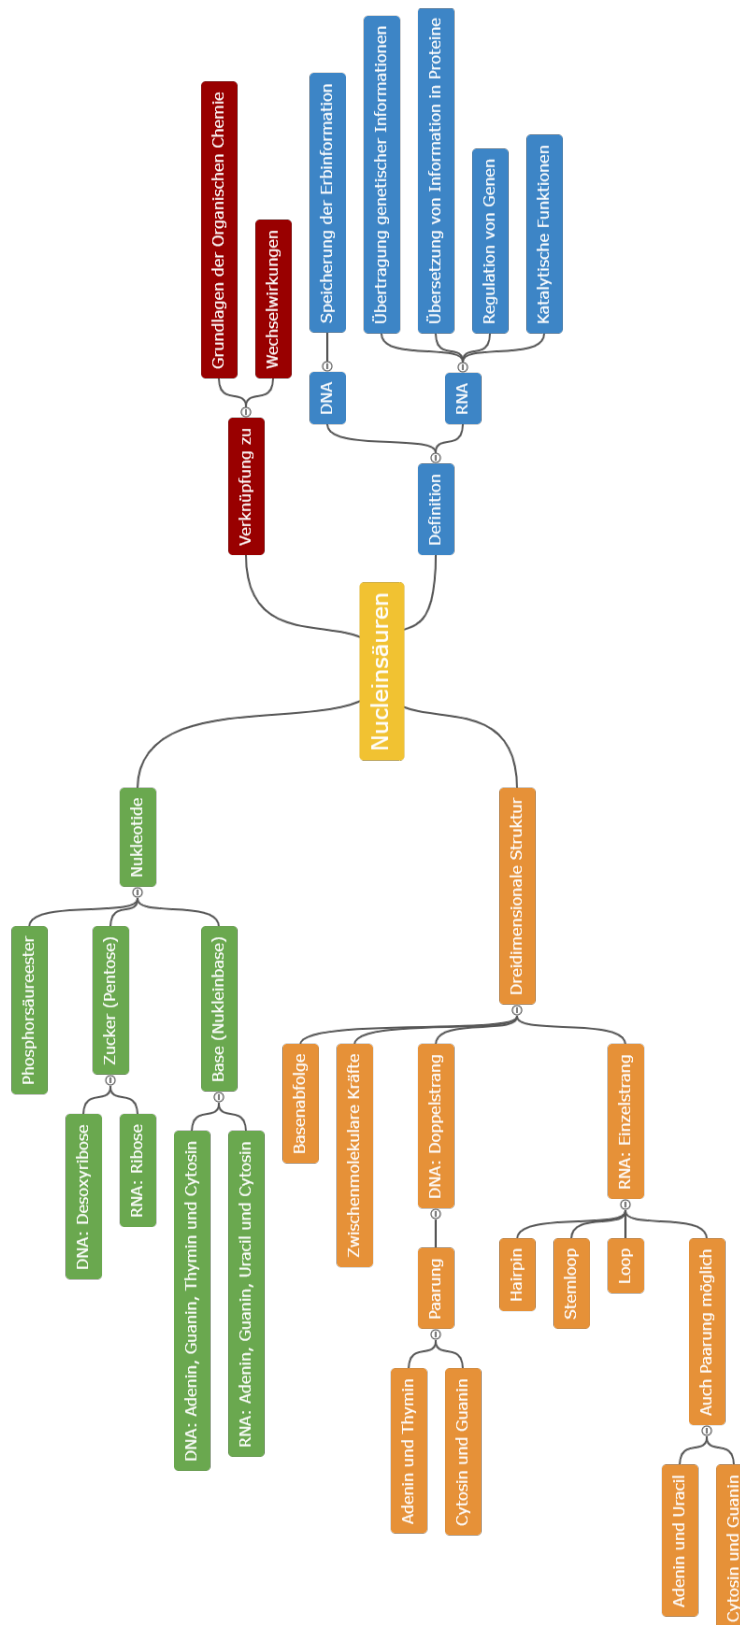 Nucleinsäuren
Verknüpfung zu
Grundlagen der Organischen Chemie
Wechselwirkungen
Definition
DNA
Speicherung der Erbinformation
RNA
Übertragung genetischer Informationen
Übersetzung von Information in Proteine
Regulation von Genen
Katalytische Funktionen
Nukleotide
Phosphorsäureester
Zucker (Pentose)
DNA: Desoxyribose
RNA: Ribose
Base (Nukleinbase)
DNA: Adenin, Guanin, Thymin und Cytosin
RNA: Adenin, Guanin, Uracil und Cytosin
Dreidimensionale Struktur
Basenabfolge
Zwischenmolekulare Kräfte
DNA: Doppelstrang
Paarung
Adenin und Thymin
Cytosin und Guanin
RNA: Einzelstrang
Hairpin
Stemloop
Loop
Auch Paarung möglich
Adenin und Uracil
Cytosin und Guanin